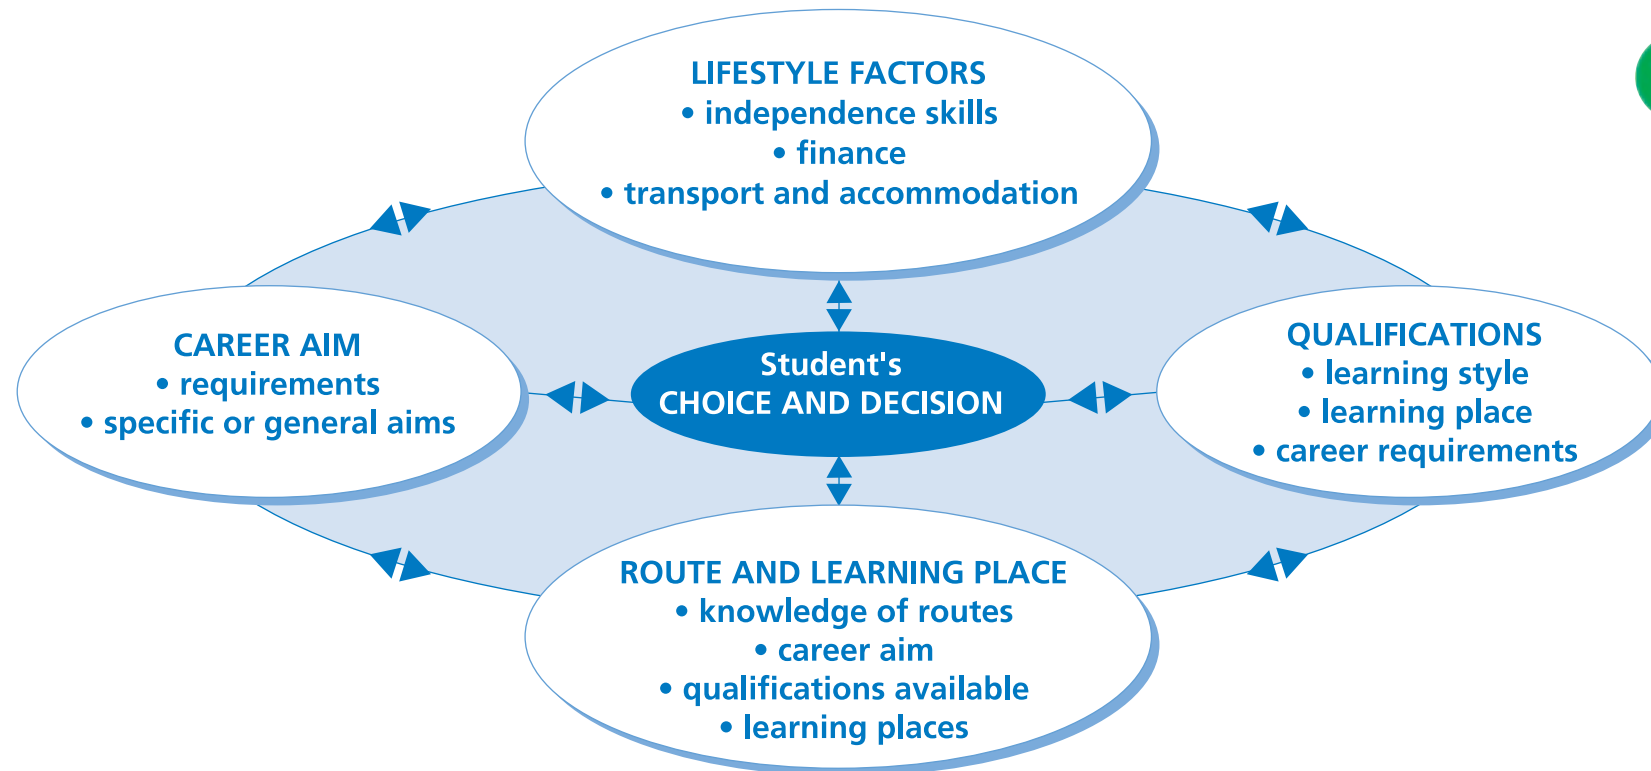 LIFESTYLE FACTORS
• independence skills
• finance
• transport and accommodation
CAREER AIM
• requirements
• specific or general aims
Student's
CHOICE AND DECISION
QUALIFICATIONS
• learning style
• learning place
• career requirements
ROUTE AND LEARNING PLACE
• knowledge of routes
• career aim
• qualifications available
• learning places